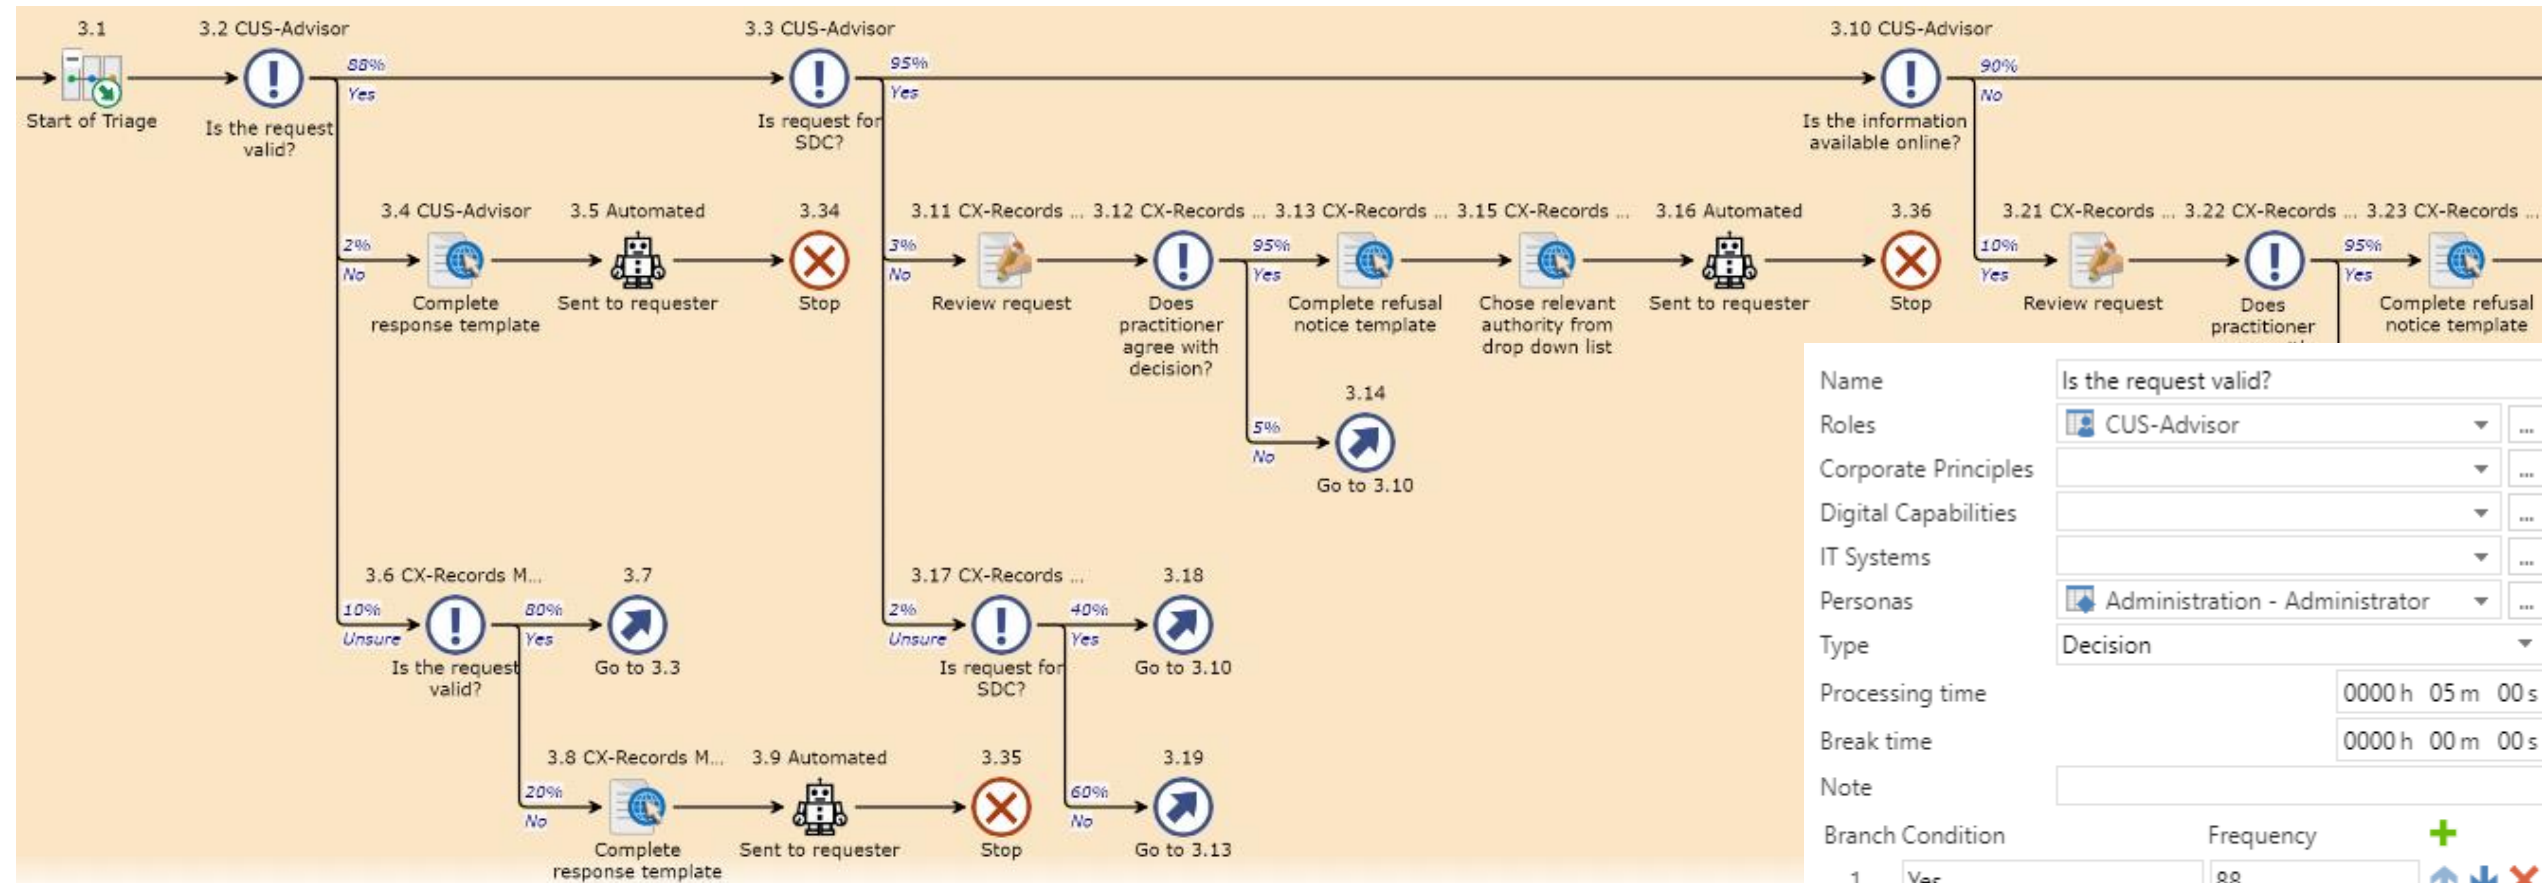 3.1
3.2 CUS-Advisor
3.3 CUS-Advisor
3.10 CUS-Advisor
88%
Yes
95%
Yes
90%
No
Start of Triage
Is the request
valid?
Is request for
SDC?
Is the information
available online?
3.4 CUS-Advisor
3.5 Automated
3.34
3.11 CX-Records ...
3.12 CX-Records ...
3.13 CX-Records ...
3.15 CX-Records ...
3.16 Automated
3.36
3.21 CX-Records ...
3.22 CX-Records ...
3.23 CX-Records ...
2%
No
3%
No
95%
Yes
10%
Yes
95%
Yes
Complete
response template
Sent to requester
Stop
Review request
Does
practitioner
agree with
decision?
Complete refusal
notice template
Chose relevant
authority from
drop down list
Sent to requester
Stop
Review request
Does
practitioner
Complete refusal
notice template
3.14
5%
No
Go to 3.10
3.6 CX-Records M...
3.7
3.17 CX-Records ...
3.18
10%
Unsure
80%
Yes
2%
Unsure
40%
Yes
Is the request
valid?
Go to 3.3
Is request for
SDC?
Go to 3.10
3.8 CX-Records M...
3.9 Automated
3.35
3.19
20%
No
60%
No
Complete
response template
Sent to requester
Stop
Go to 3.13
Name Is the request valid?
Roles CUS-Advisor ...
Corporate Principles ...
Digital Capabilities ...
IT Systems ...
Personas Administration - Administrator ...
Type Decision
Processing time 0000 h 05 m 00 s
Break time 0000 h 00 m 00 s
Note
Branch Condition Frequency
1 Yes 88